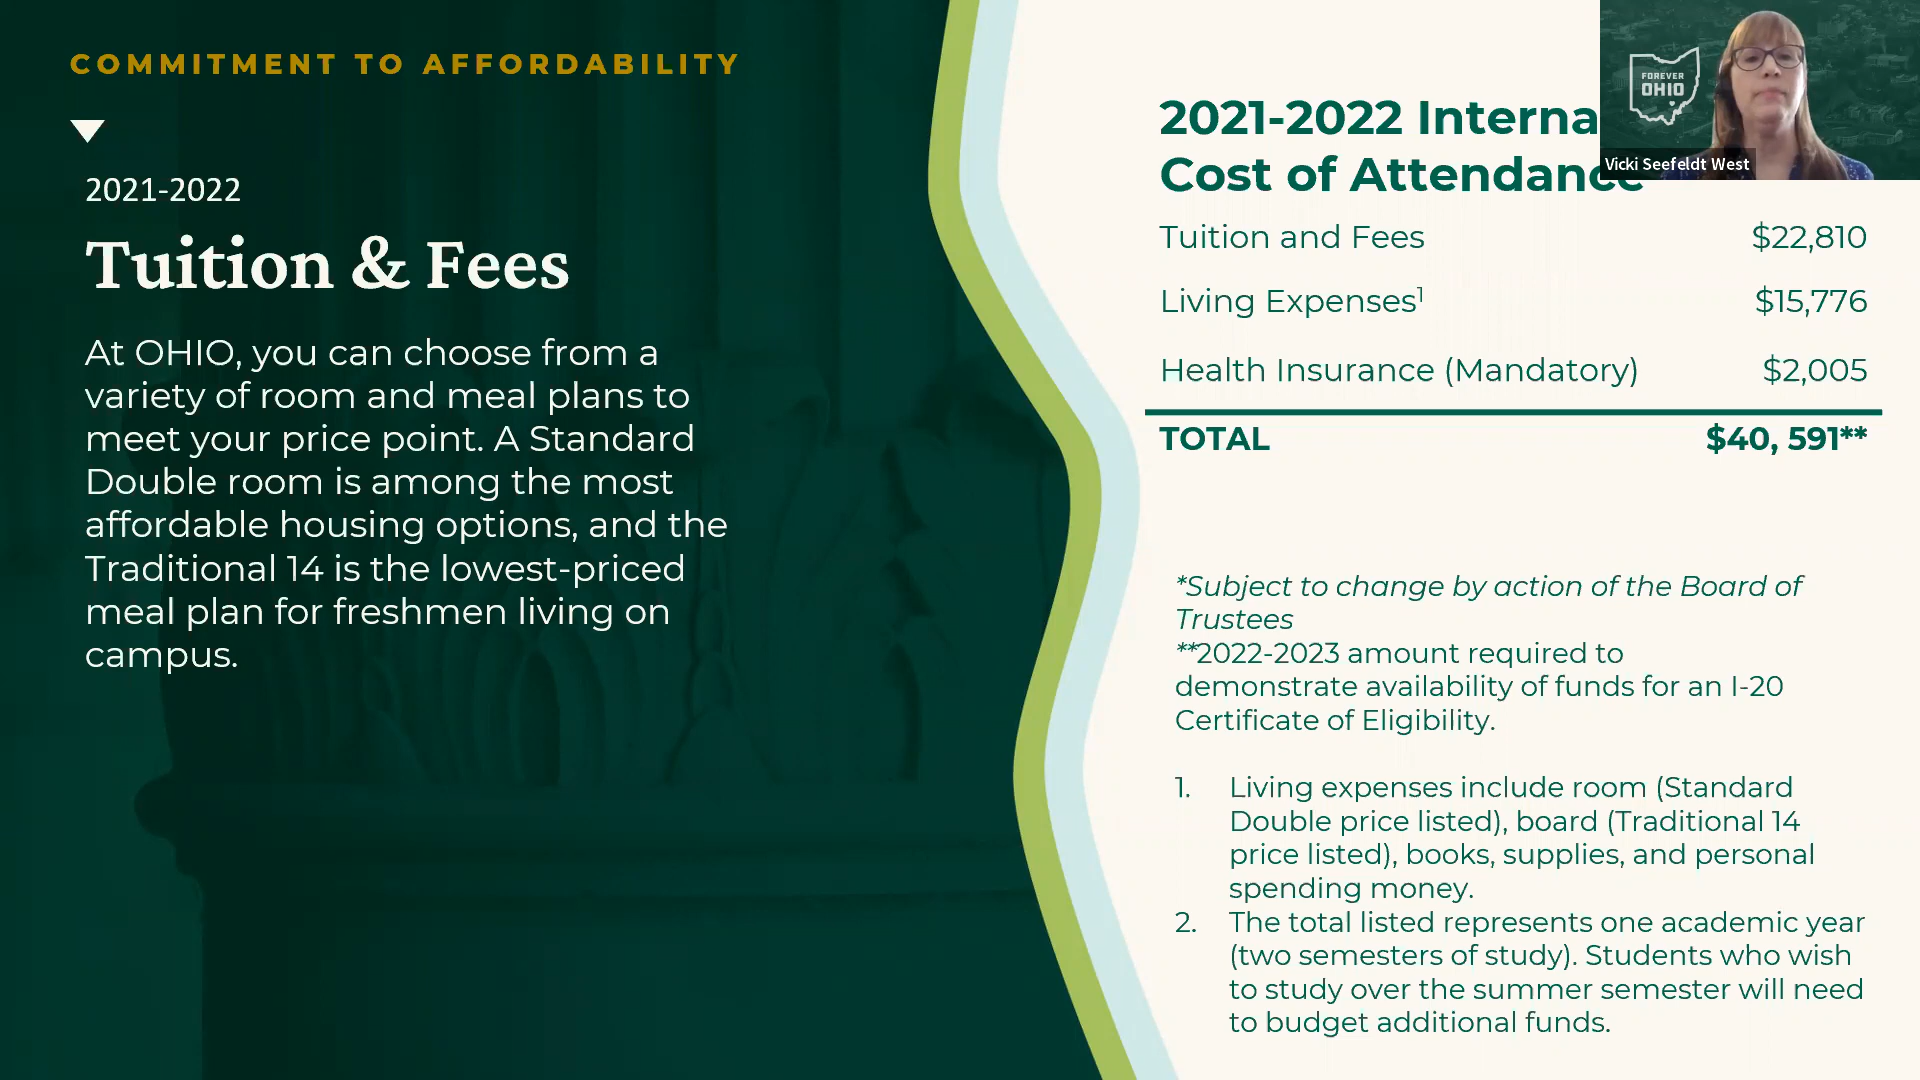 COMMITMENT TO AFFORDABILITY
2021-2022
Tuition & Fees
At OHIO, you can choose from a
variety of room and meal plans to
meet your price point. A Standard
Double room is among the most
affordable housing options, and the
Traditional 14 is the lowest-priced
meal plan for freshmen living on
campus.
2021-2022 Interna
Cost of Attendance
Tuition and Fees $22,810
Living Expenses¹ $15,776
Health Insurance (Mandatory) $2,005
TOTAL $40, 591**
*Subject to change by action of the Board of
Trustees
**2022-2023 amount required to
demonstrate availability of funds for an I-20
Certificate of Eligibility.
1. Living expenses include room (Standard
Double price listed), board (Traditional 14
price listed), books, supplies, and personal
spending money.
2. The total listed represents one academic year
(two semesters of study). Students who wish
to study over the summer semester will need
to budget additional funds.
FOREVER
OHIO
Vicki Seefeldt West